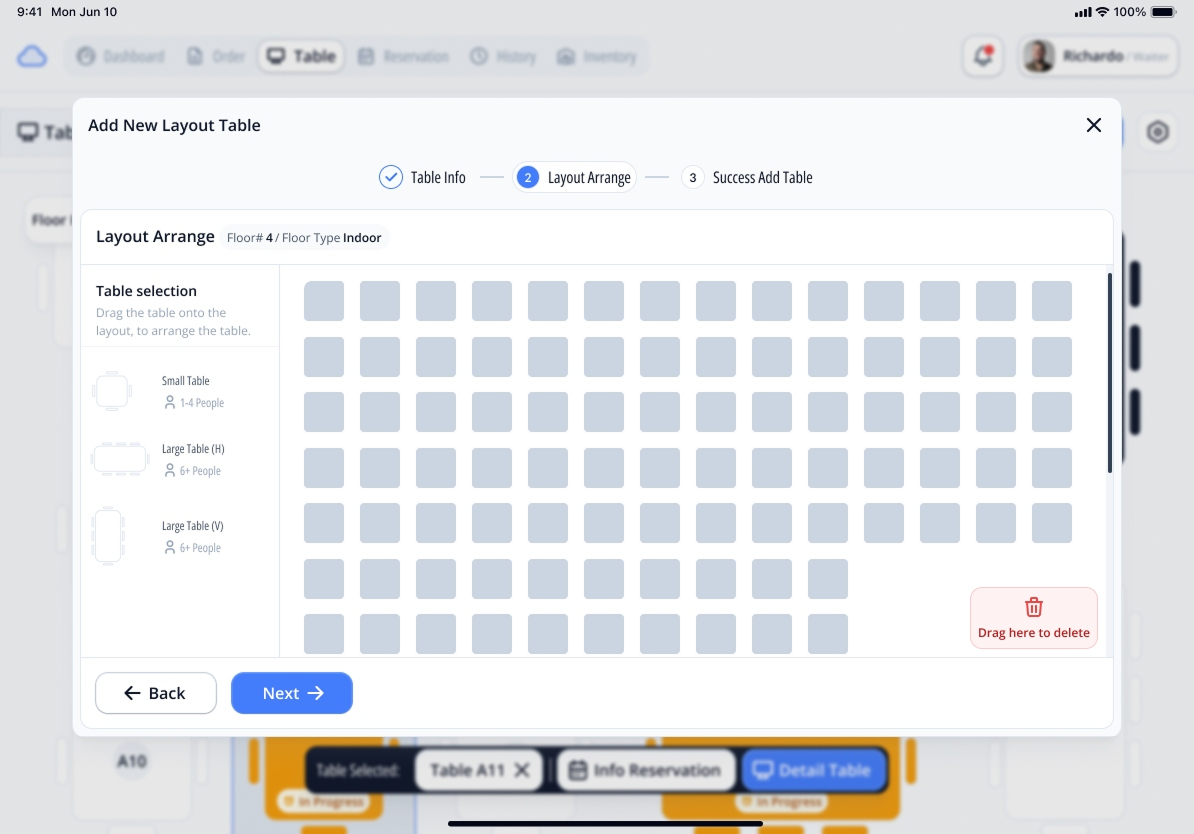 9:41 Mon Jun 10
100%
Dashboard
Order
Table
Reservation
History
Inventory
Richardo / Waiter
Add New Layout Table
Table Info
2 Layout Arrange
3 Success Add Table
Layout Arrange
Floor# 4 / Floor Type Indoor
Table selection
Drag the table onto the
layout, to arrange the table.
Small Table
1-4 People
Large Table (H)
6+ People
Large Table (V)
6+ People
Drag here to delete
Back
Next
A10
Table Selected:
Table A11
Info Reservation
Detail Table
In Progress
In Progress